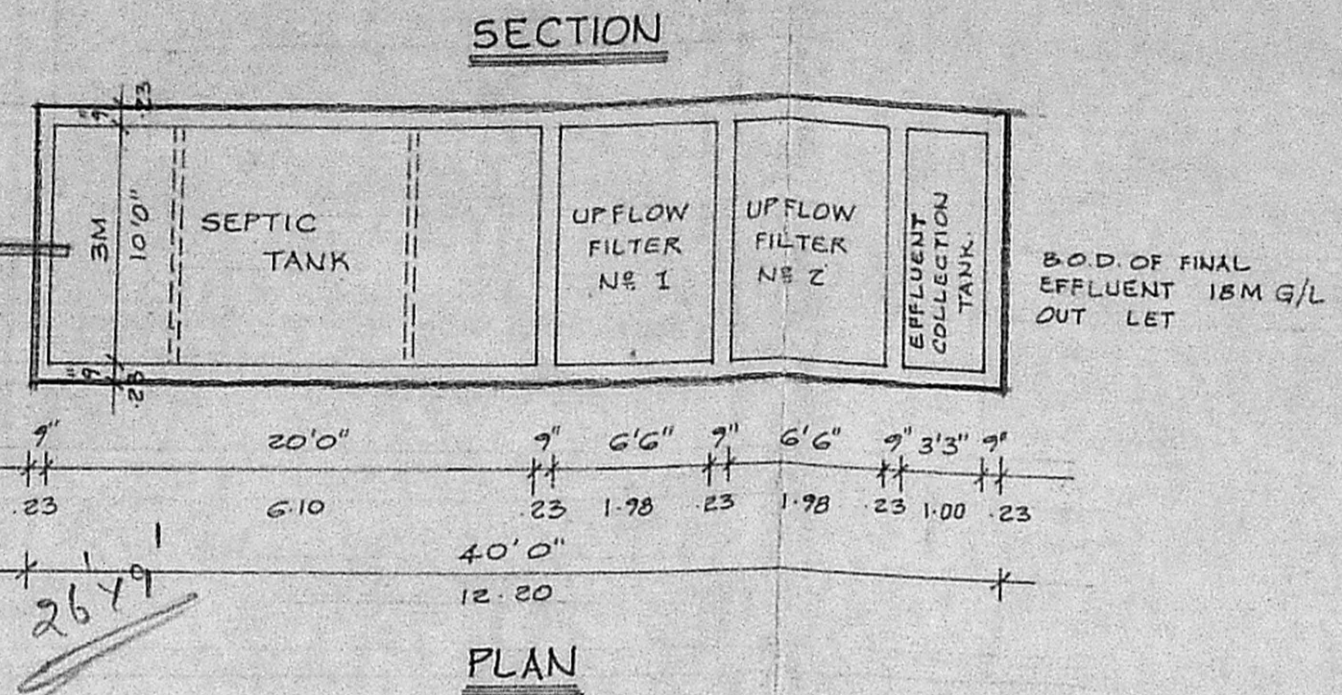 SECTION
9" .23
3M 10'0"
SEPTIC
TANK
UPFLOW
FILTER
Nº 1
UPFLOW
FILTER
Nº 2
EFFLUENT
COLLECTION
TANK.
B.O.D. OF FINAL
EFFLUENT 18M G/L
OUT LET
9" .23
9" 20'0" 9" 6'6" 9" 6'6" 9" 3'3" 9"
.23 6.10 .23 1.98 .23 1.98 .23 1.00 .23
40'0"
12.20
PLAN